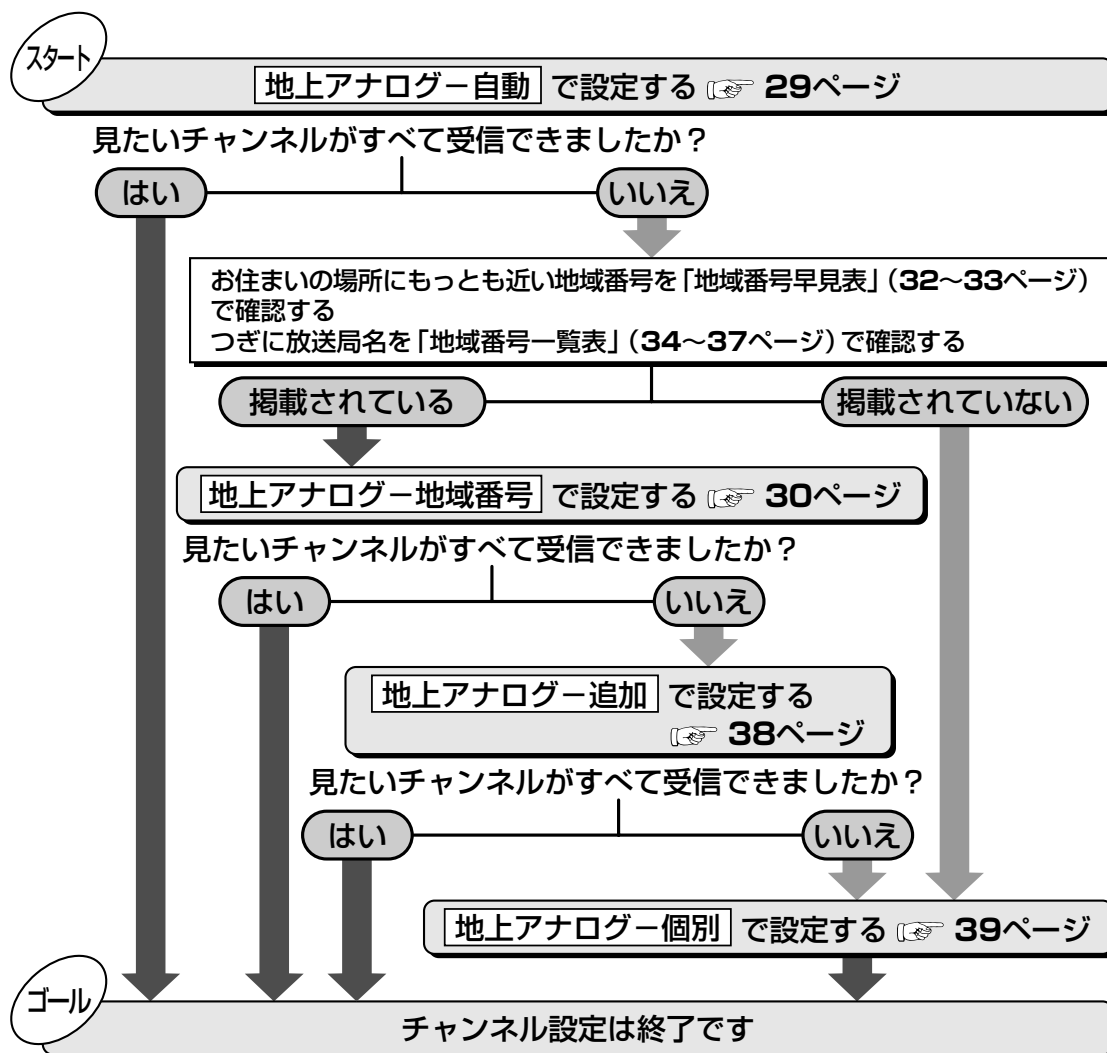 スタート
地上アナログー自動 で設定する ☞ 29ページ
見たいチャンネルがすべて受信できましたか？
はい
いいえ
お住まいの場所にもっとも近い地域番号を「地域番号早見表」（32〜33ページ）
で確認する
つぎに放送局名を「地域番号一覧表」（34〜37ページ）で確認する
掲載されている
掲載されていない
地上アナログー地域番号 で設定する ☞ 30ページ
見たいチャンネルがすべて受信できましたか？
はい
いいえ
地上アナログー追加 で設定する
☞ 38ページ
見たいチャンネルがすべて受信できましたか？
はい
いいえ
地上アナログー個別 で設定する ☞ 39ページ
ゴール
チャンネル設定は終了です